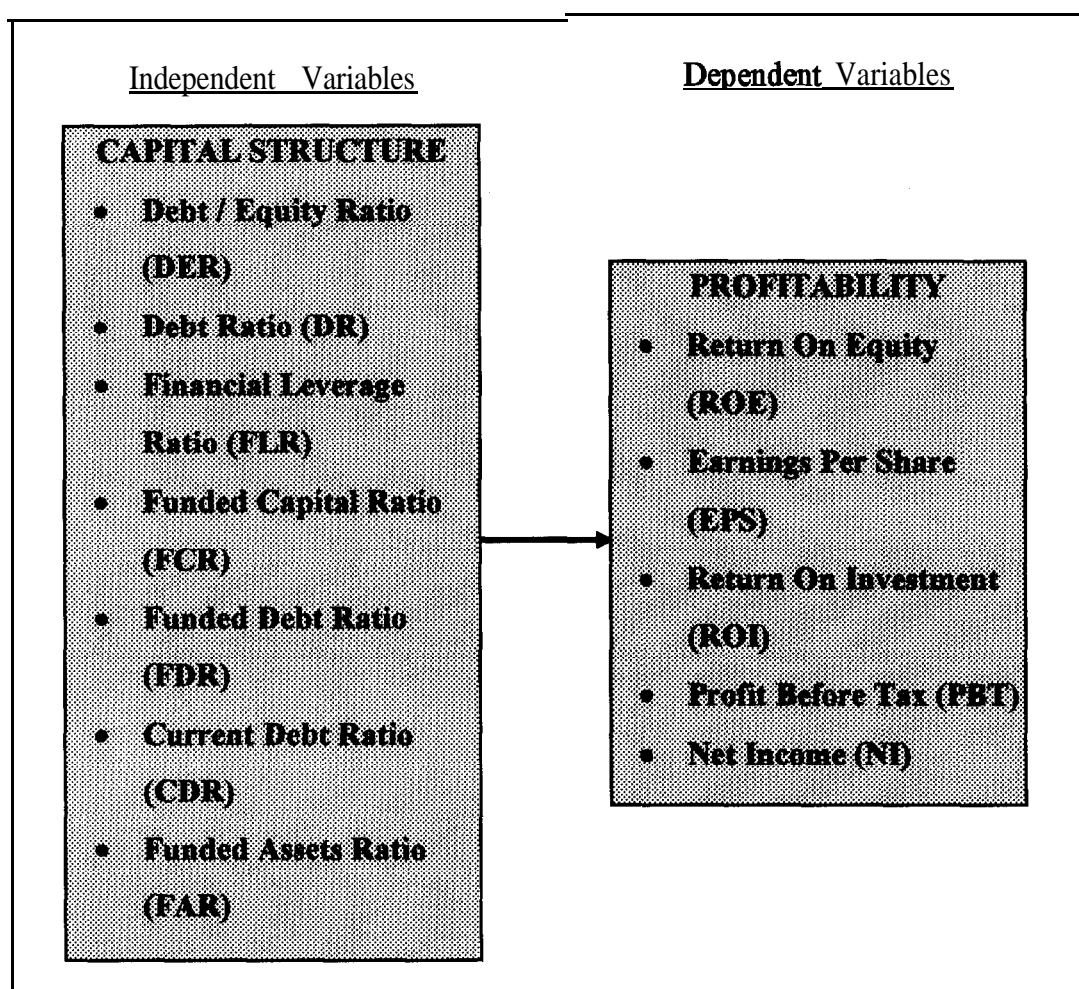 Independent Variables
CAPITAL STRUCTURE
• Debt / Equity Ratio
(DER)
• Debt Ratio (DR)
• Financial Leverage
Ratio (FLR)
• Funded Capital Ratio
(FCR)
• Funded Debt Ratio
(FDR)
• Current Debt Ratio
(CDR)
• Funded Assets Ratio
(FAR)
Dependent Variables
PROFITABILITY
• Return On Equity
(ROE)
• Earnings Per Share
(EPS)
• Return On Investment
(ROI)
• Profit Before Tax (PBT)
• Net Income (NI)